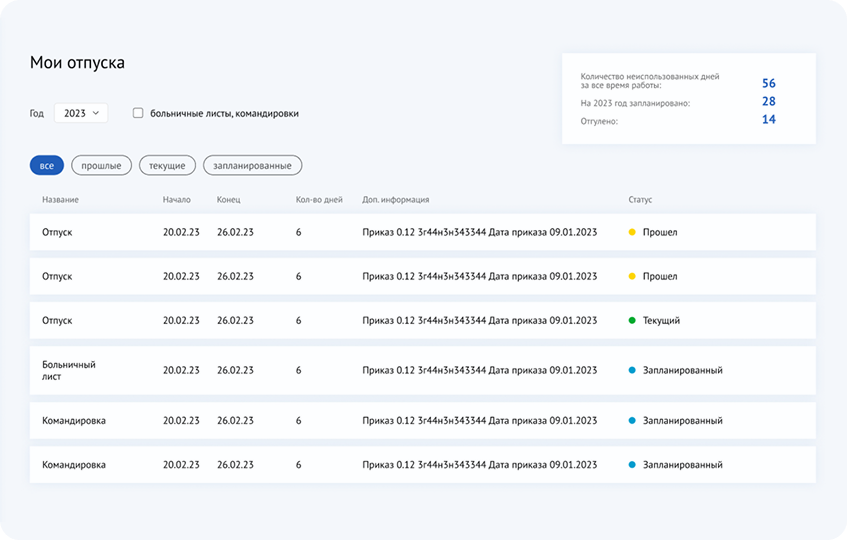 Мои отпуска
Количество неиспользованных дней
за все время работы: 56
На 2023 год запланировано: 28
Отгулено: 14
Год 2023 больничные листы, командировки
все прошлые текущие запланированные
Название Начало Конец Кол-во дней Доп. информация Статус
Отпуск 20.02.23 26.02.23 6 Приказ 0.12 3г44н3н343344 Дата приказа 09.01.2023 Прошел
Отпуск 20.02.23 26.02.23 6 Приказ 0.12 3г44н3н343344 Дата приказа 09.01.2023 Прошел
Отпуск 20.02.23 26.02.23 6 Приказ 0.12 3г44н3н343344 Дата приказа 09.01.2023 Текущий
Больничный
лист 20.02.23 26.02.23 6 Приказ 0.12 3г44н3н343344 Дата приказа 09.01.2023 Запланированный
Командировка 20.02.23 26.02.23 6 Приказ 0.12 3г44н3н343344 Дата приказа 09.01.2023 Запланированный
Командировка 20.02.23 26.02.23 6 Приказ 0.12 3г44н3н343344 Дата приказа 09.01.2023 Запланированный